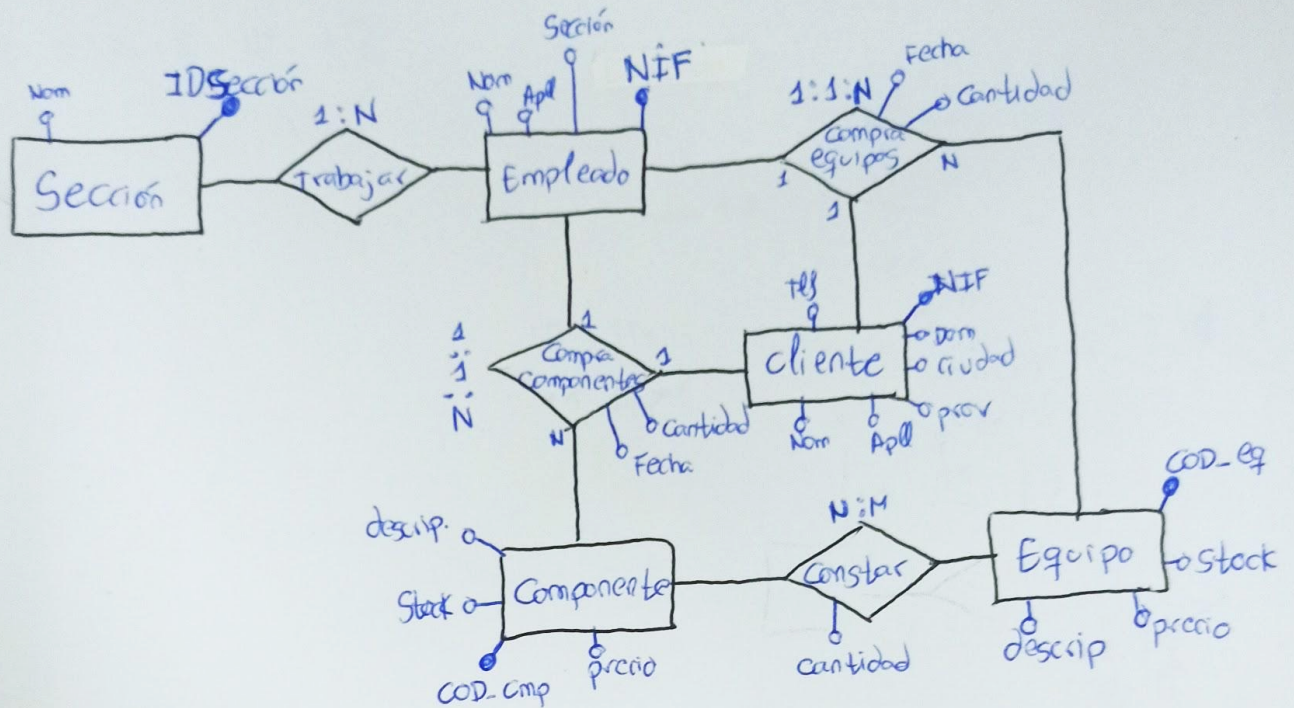 Sección
Fecha
Nom
IDSección
Nom
Apll
NIF
1:1:N
Cantidad
1:N
Compra
equipos
Sección
Trabajar
Empleado
1
N
1
Tlf
NIF
Dom
1
1
N
1
Compra
Componentes
1
Cliente
Ciudad
prov
N
Cantidad
Fecha
Nom
Apll
COD_eq
descrip.
N:M
Stock
Componente
Constar
Equipo
Stock
COD_Cmp
precio
Cantidad
descrip
precio